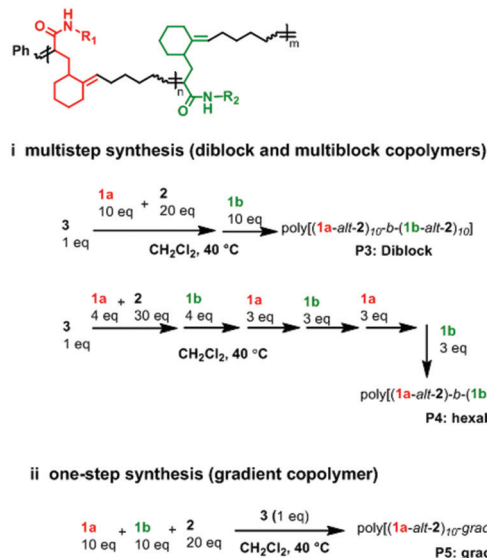 O
N
H
R1
Ph
n
m
O
N
H
R2
i multistep synthesis (diblock and multiblock copolymers)
1a + 2 1b
10 eq 20 eq 10 eq
3
1 eq
CH2Cl2, 40 °C
poly[(1a-alt-2)10-b-(1b-alt-2)10]
P3: Diblock
1a + 2 1b 1a 1b 1a
4 eq 30 eq 4 eq 3 eq 3 eq 3 eq
3
1 eq
CH2Cl2, 40 °C
1b
3 eq
poly[(1a-alt-2)-b-(1b
P4: hexal
ii one-step synthesis (gradient copolymer)
1a + 1b + 2
10 eq 10 eq 20 eq
3 (1 eq)
CH2Cl2, 40 °C
poly[(1a-alt-2)10-grad
P5: grad